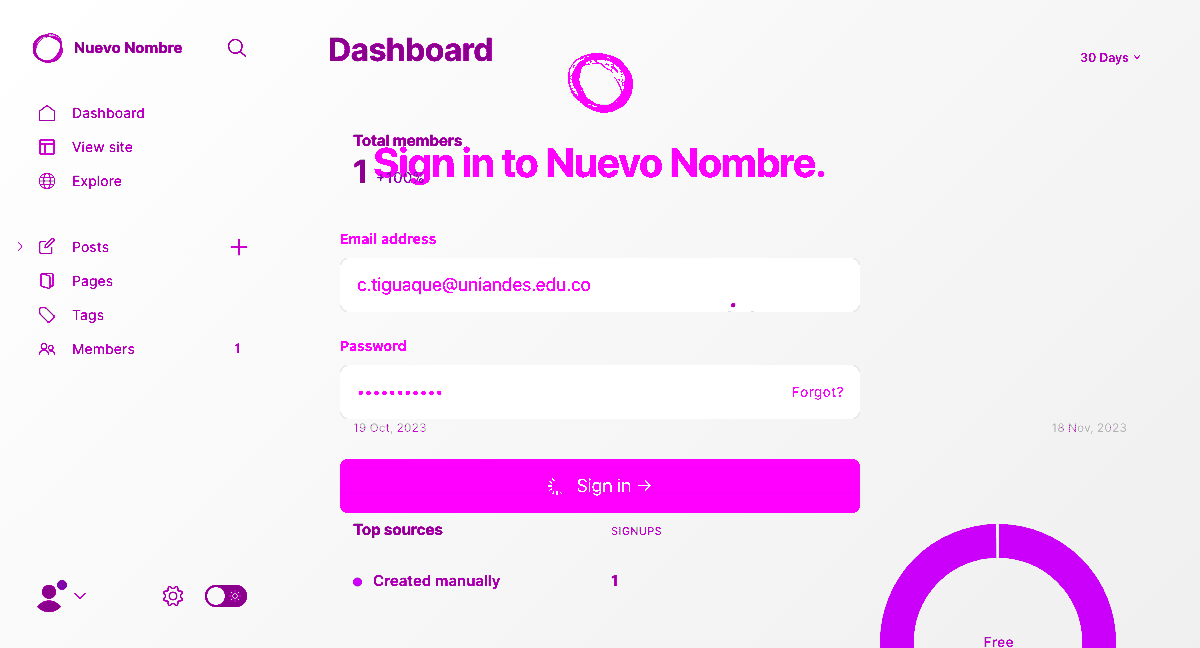 Nuevo Nombre
Dashboard
View site
Explore
Posts
Pages
Tags
Members 1
Dashboard
30 Days
Total members
1 +100%
Sign in to Nuevo Nombre.
Email address
c.tiguaque@uniandes.edu.co
Password
Forgot?
19 Oct, 2023
18 Nov, 2023
Sign in →
Top sources SIGNUPS
Created manually 1
Free